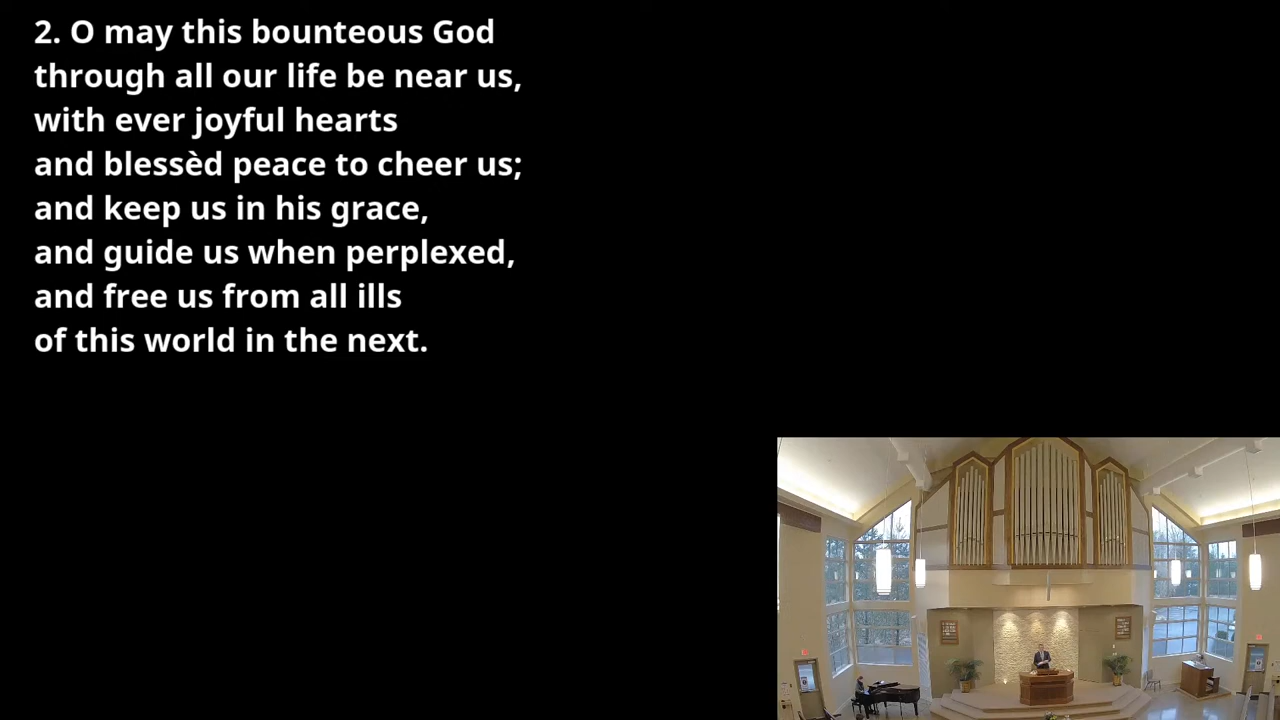 2. O may this bounteous God
through all our life be near us,
with ever joyful hearts
and blessèd peace to cheer us;
and keep us in his grace,
and guide us when perplexed,
and free us from all ills
of this world in the next.